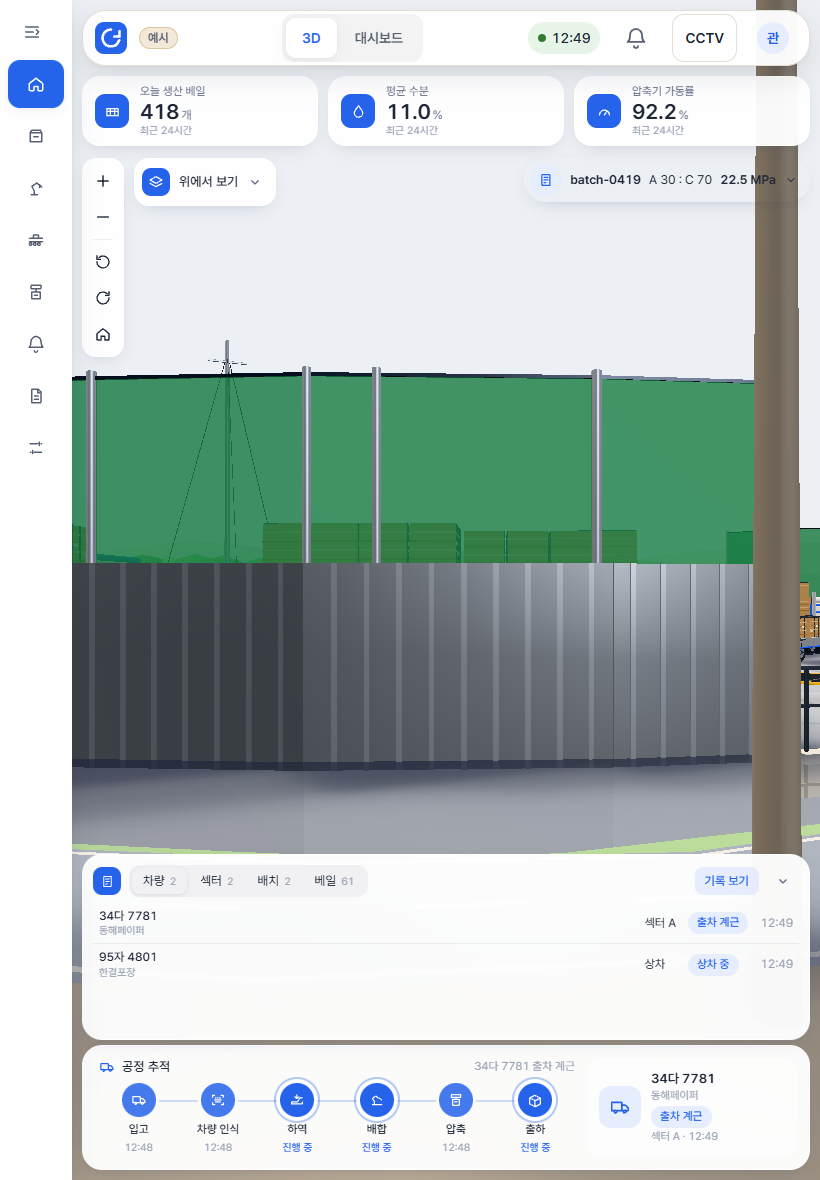 예시
3D
대시보드
12:49
CCTV
관
오늘 생산 베일
418 개
최근 24시간
평균 수분
11.0 %
최근 24시간
압축기 가동률
92.2 %
최근 24시간
위에서 보기
batch-0419 A 30 : C 70 22.5 MPa
차량 2
섹터 2
배치 2
베일 61
기록 보기
34다 7781
동해페이퍼
섹터 A
출차 계근
12:49
95자 4801
한결포장
상차
상차 중
12:49
공정 추적
34다 7781 출차 계근
입고
12:48
차량 인식
12:48
하역
진행 중
배합
진행 중
압축
12:48
출하
진행 중
34다 7781
동해페이퍼
출차 계근
섹터 A · 12:49